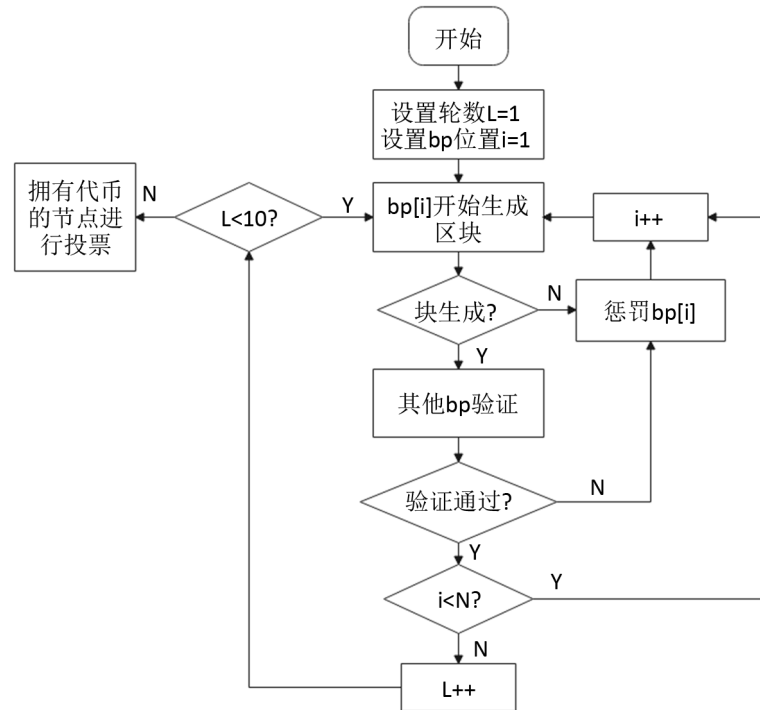 开始
设置轮数L=1
设置bp位置i=1
拥有代币
的节点进
行投票
N
L<10?
Y
bp[i]开始生成
区块
i++
块生成?
N
惩罚bp[i]
Y
其他bp验证
验证通过?
N
Y
i<N?
Y
N
L++